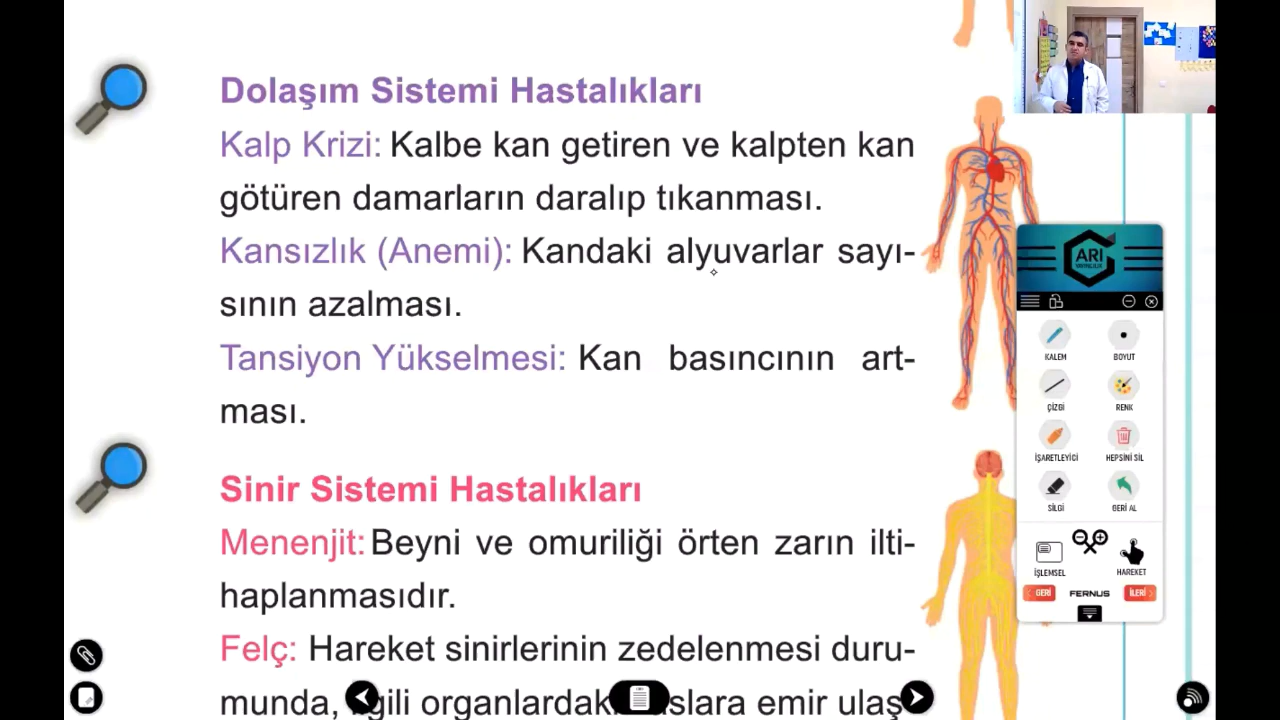 Dolaşım Sistemi Hastalıkları
Kalp Krizi: Kalbe kan getiren ve kalpten kan
götüren damarların daralıp tıkanması.
Kansızlık (Anemi): Kandaki alyuvarlar sayı-
sının azalması.
Tansiyon Yükselmesi: Kan basıncının art-
ması.
Sinir Sistemi Hastalıkları
Menenjit: Beyni ve omuriliği örten zarın ilti-
haplanmasıdır.
Felç: Hareket sinirlerinin zedelenmesi duru-
munda, organlardaki emir ulaş
ARI
KALEM
BOYUT
ÇİZGİ
RENK
İŞARETLEYİCİ
HEPSİNİ SİL
SİLGİ
GERİ AL
İŞLEMSEL
HAREKET
GERİ
FERNUS
İLERİ